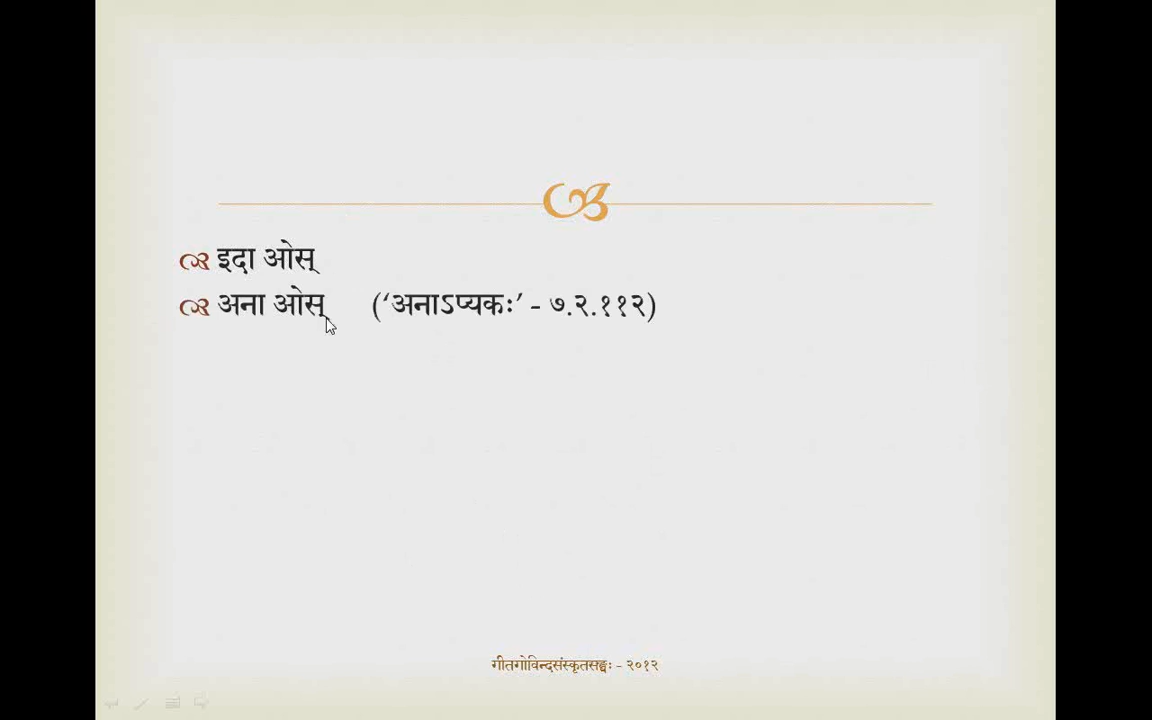 इदा ओस्
अना ओस् (‘अनाऽप्यकः’ - ७.२.११२)
गीतगोविन्दसंस्कृतसङ्घः - २०१२